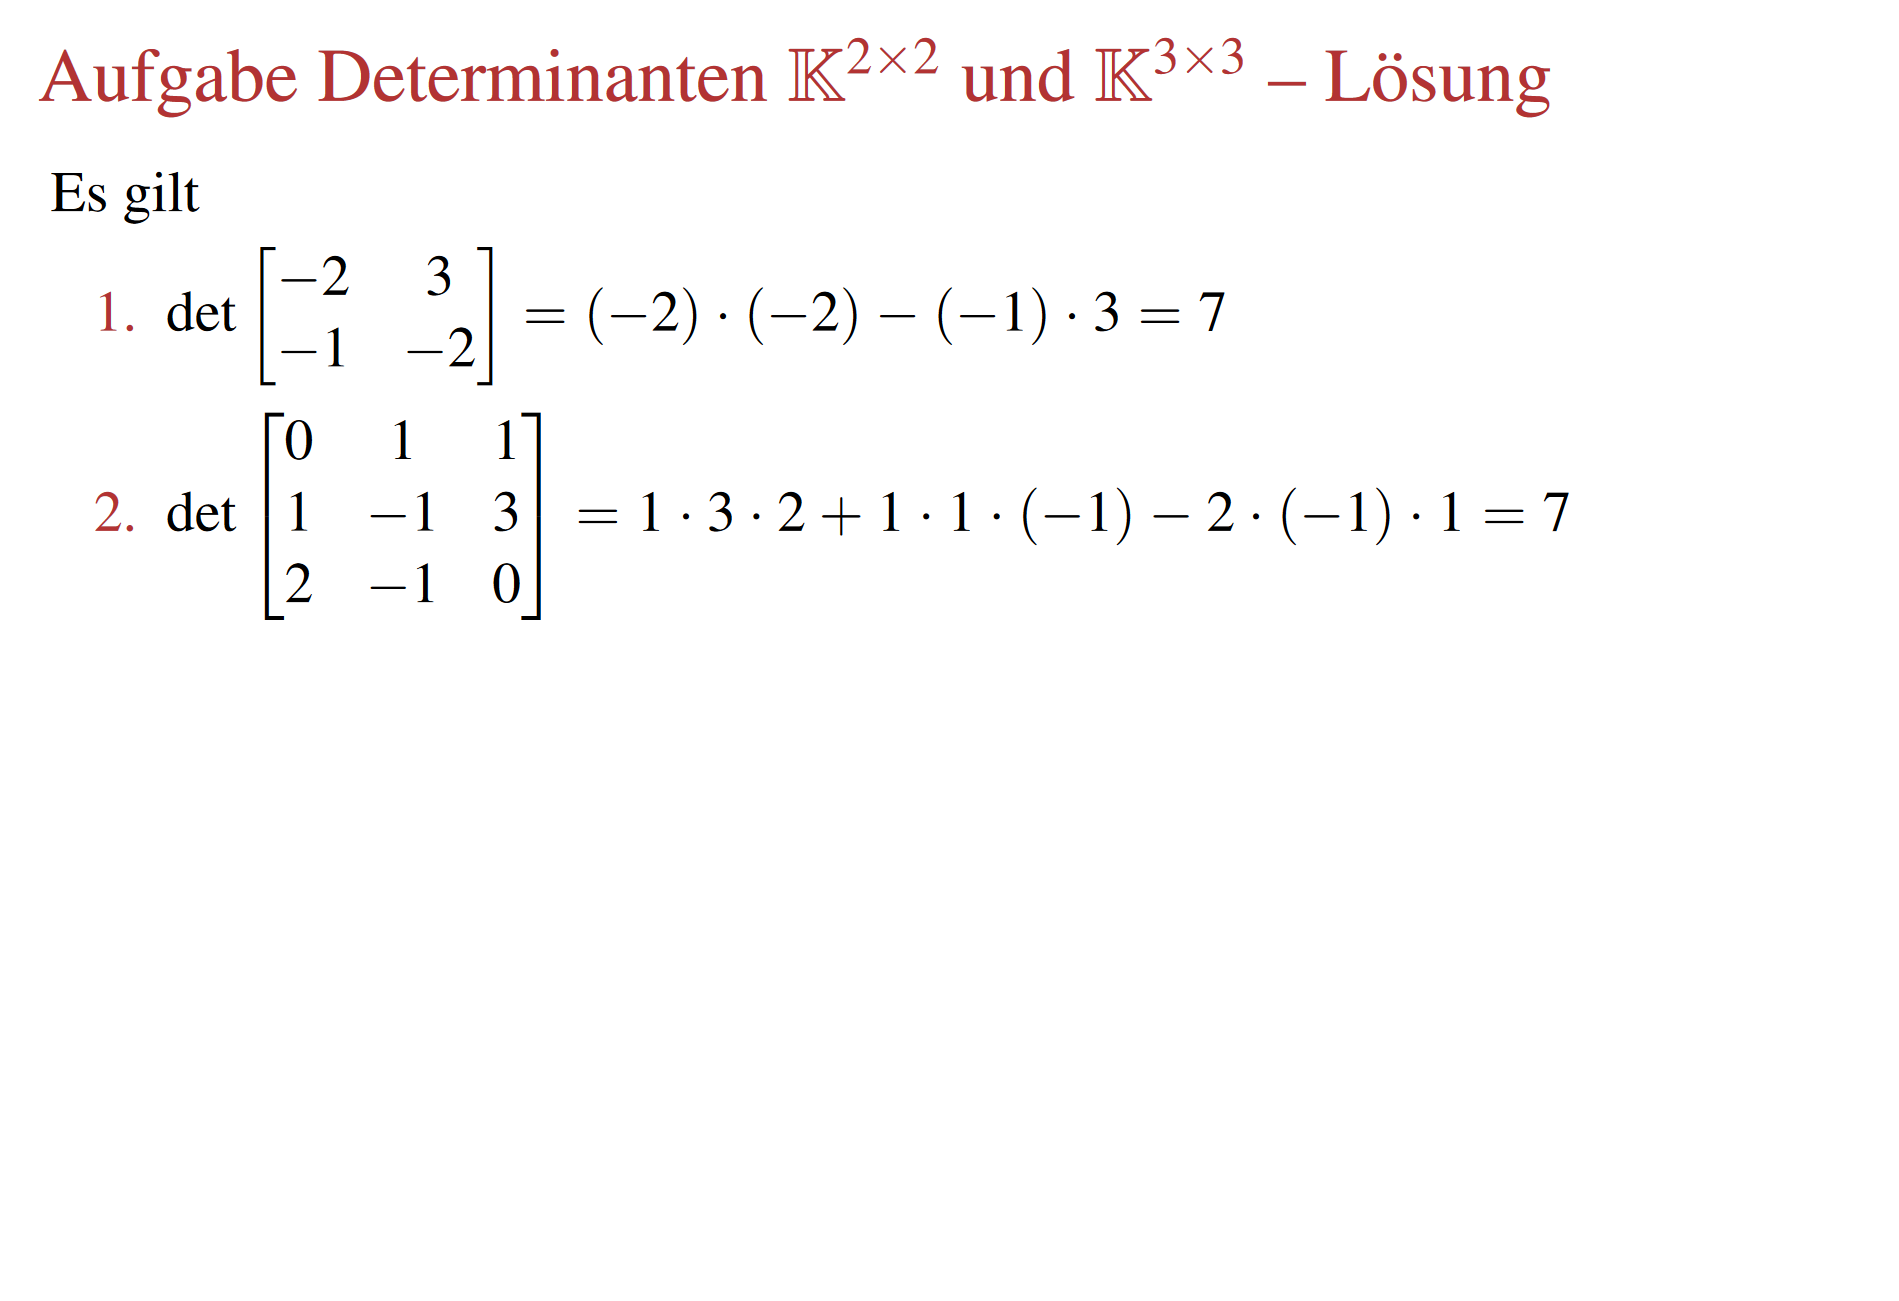 Aufgabe Determinanten 𝕂^{2×2} und 𝕂^{3×3} – Lösung
Es gilt
1. det [−2 3; −1 −2] = (−2) · (−2) − (−1) · 3 = 7
2. det [0 1 1; 1 −1 3; 2 −1 0] = 1 · 3 · 2 + 1 · 1 · (−1) − 2 · (−1) · 1 = 7